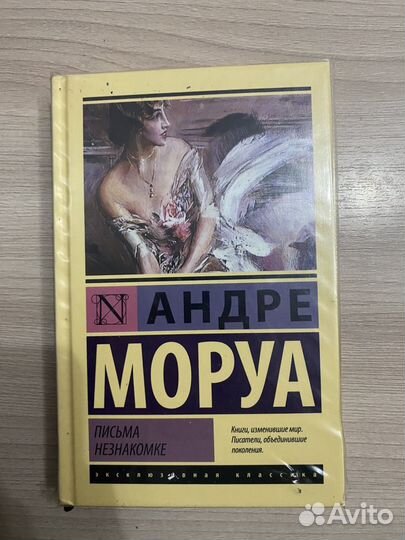 N
АНДРЕ
МОРУА
ПИСЬМА
НЕЗНАКОМКЕ
Книги, изменившие мир.
Писатели, объединившие
поколения.
эксклюзивная классика
Avito